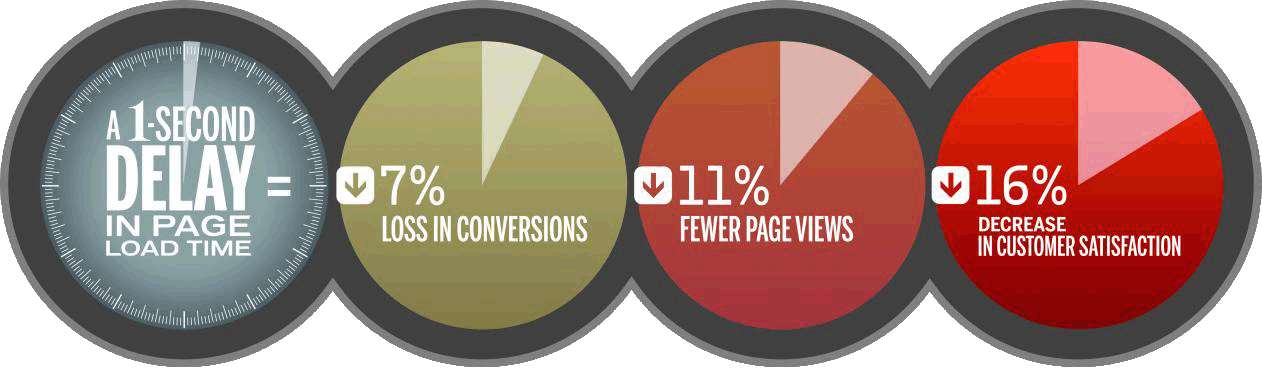 A 1-SECOND
DELAY =
IN PAGE
LOAD TIME
7%
LOSS IN CONVERSIONS
11%
FEWER PAGE VIEWS
16%
DECREASE
IN CUSTOMER SATISFACTION